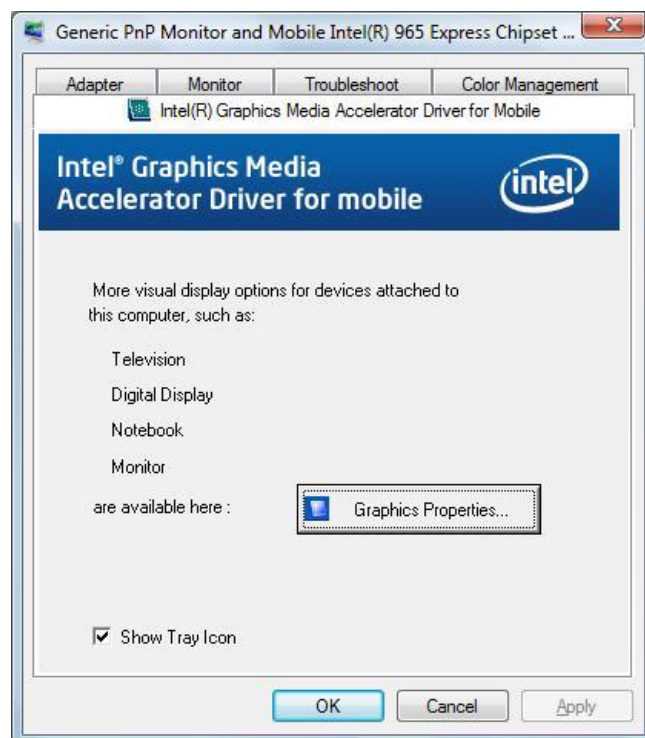 Generic PnP Monitor and Mobile Intel(R) 965 Express Chipset ...
Adapter Monitor Troubleshoot Color Management
Intel(R) Graphics Media Accelerator Driver for Mobile
Intel® Graphics Media
Accelerator Driver for mobile
intel
More visual display options for devices attached to
this computer, such as:
Television
Digital Display
Notebook
Monitor
are available here :
Graphics Properties...
Show Tray Icon
OK Cancel Apply